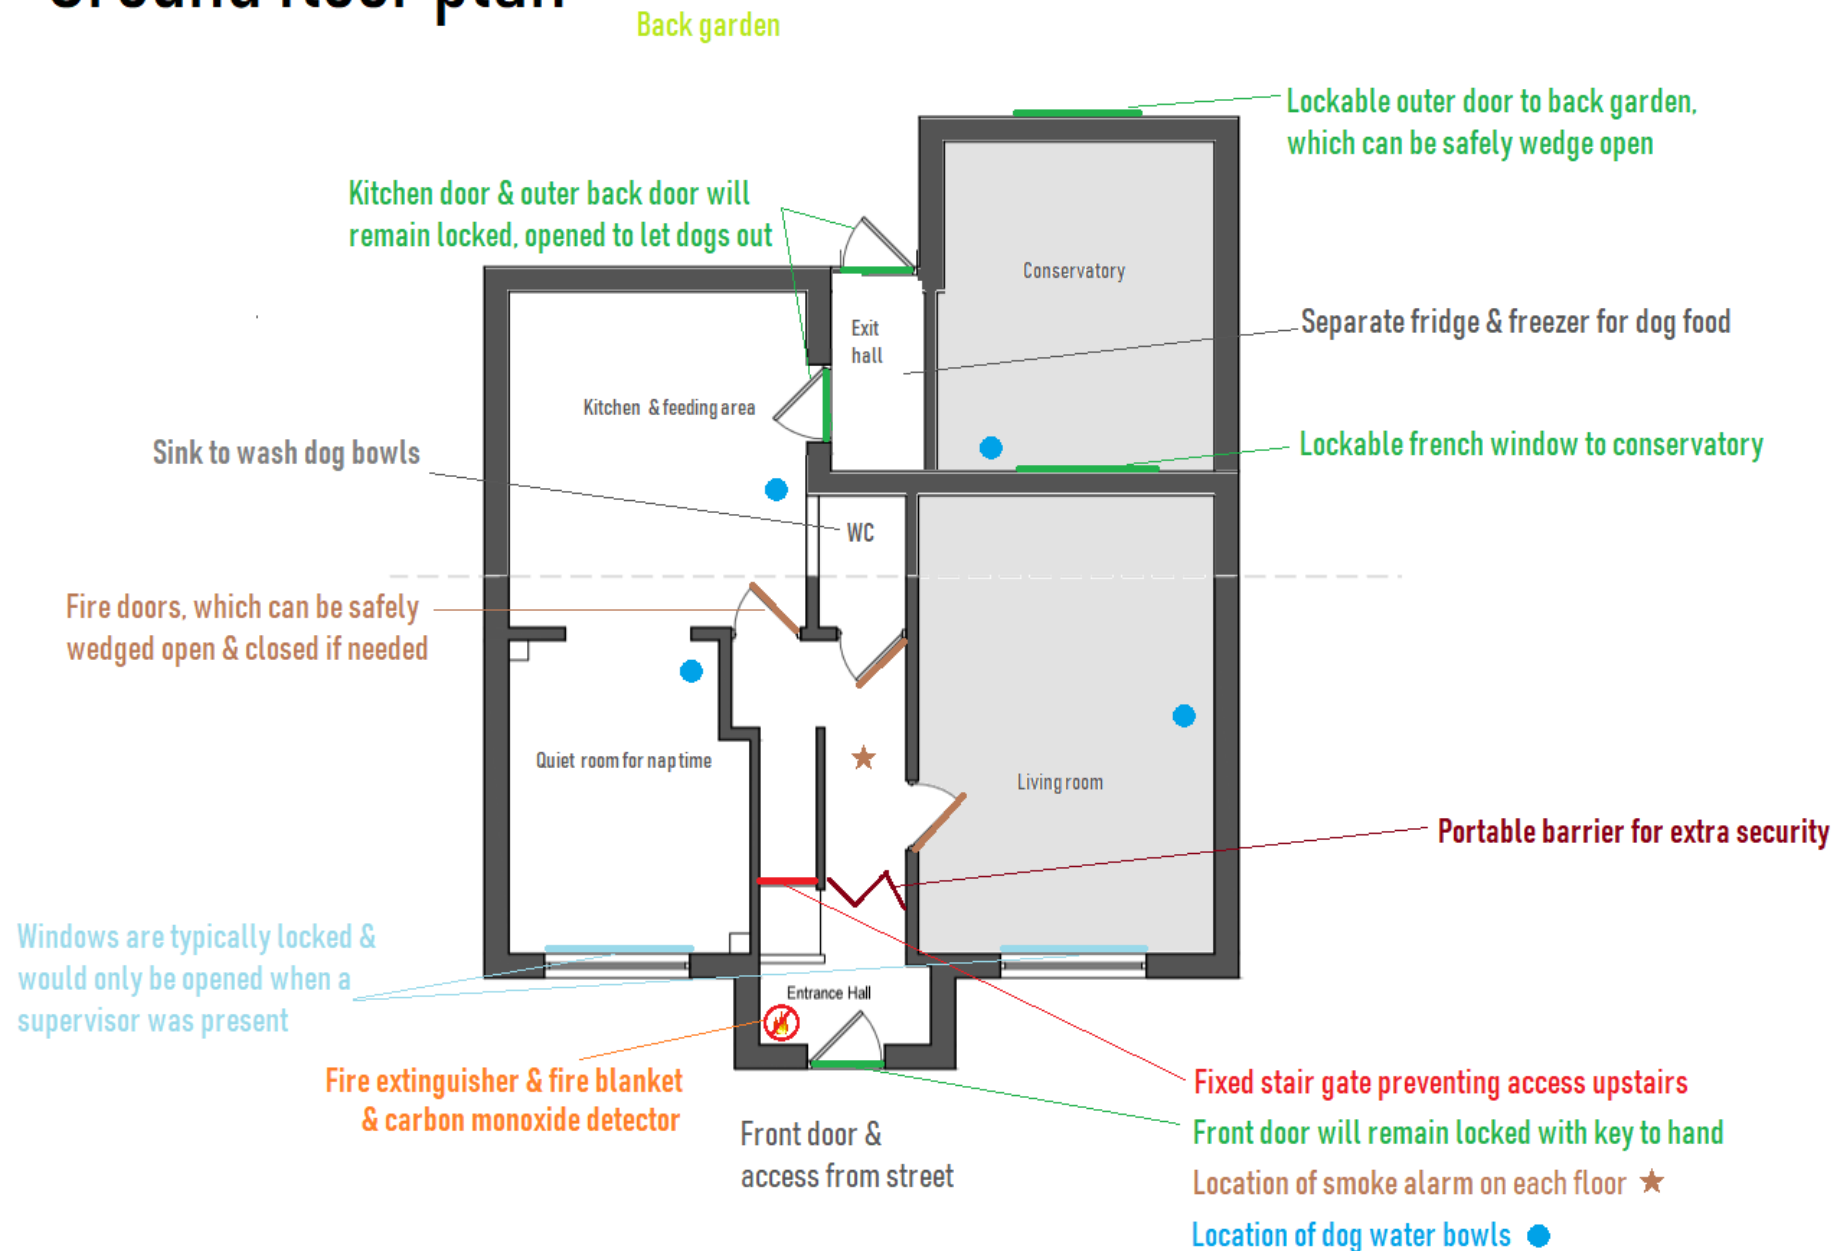 Ground floor plan
Back garden
Lockable outer door to back garden,
which can be safely wedge open
Kitchen door & outer back door will
remain locked, opened to let dogs out
Conservatory
Exit
hall
Separate fridge & freezer for dog food
Kitchen & feeding area
Sink to wash dog bowls
Lockable french window to conservatory
WC
Fire doors, which can be safely
wedged open & closed if needed
Quiet room for nap time
Living room
Portable barrier for extra security
Windows are typically locked &
would only be opened when a
supervisor was present
Entrance Hall
Fire extinguisher & fire blanket
& carbon monoxide detector
Front door &
access from street
Fixed stair gate preventing access upstairs
Front door will remain locked with key to hand
Location of smoke alarm on each floor
Location of dog water bowls